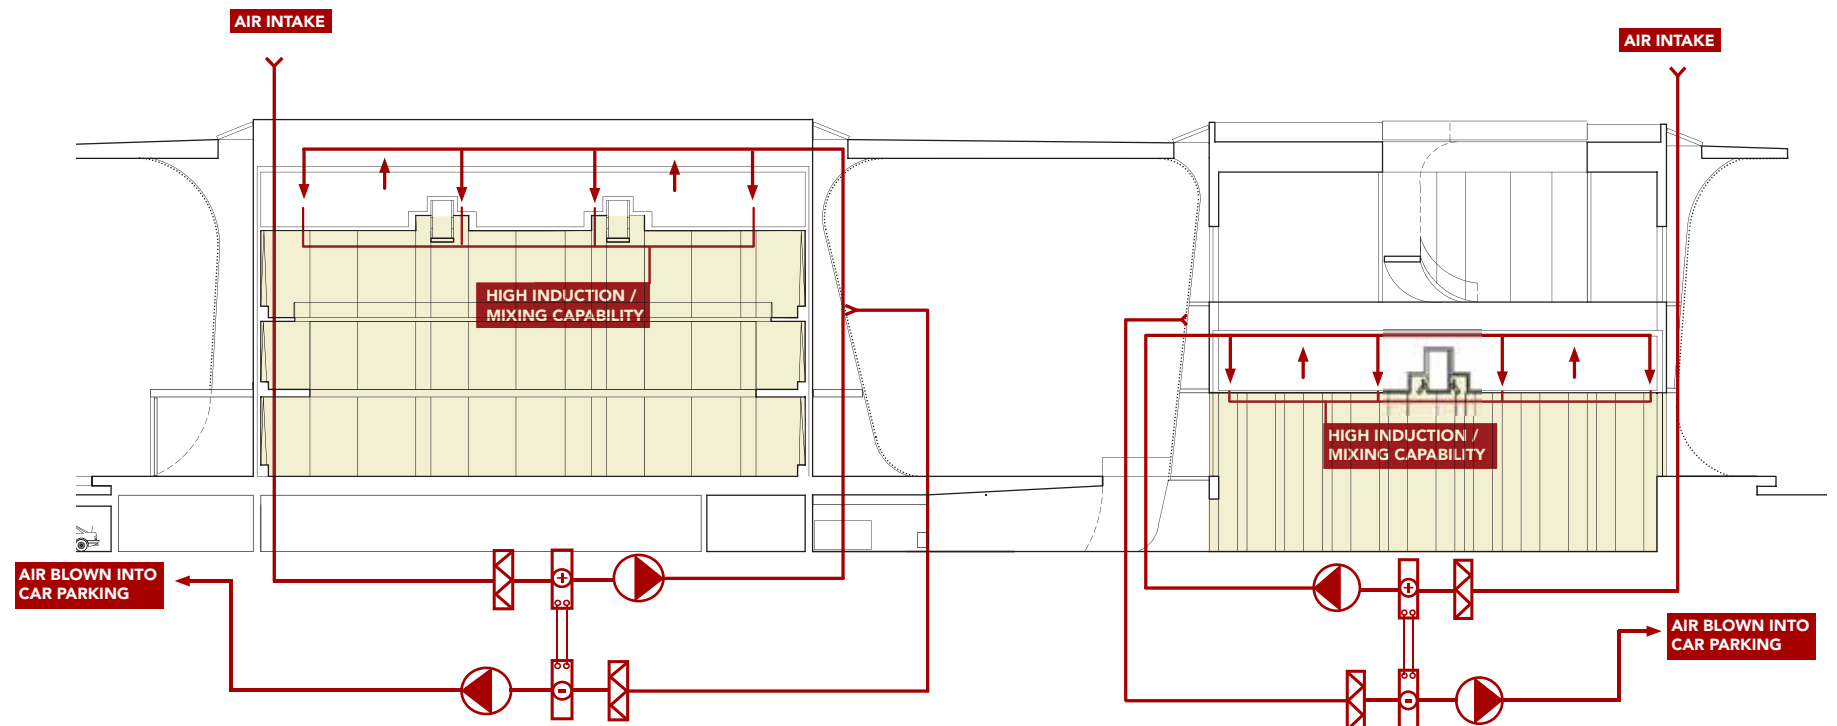 AIR INTAKE
AIR INTAKE
HIGH INDUCTION /
MIXING CAPABILITY
HIGH INDUCTION /
MIXING CAPABILITY
AIR BLOWN INTO
CAR PARKING
AIR BLOWN INTO
CAR PARKING